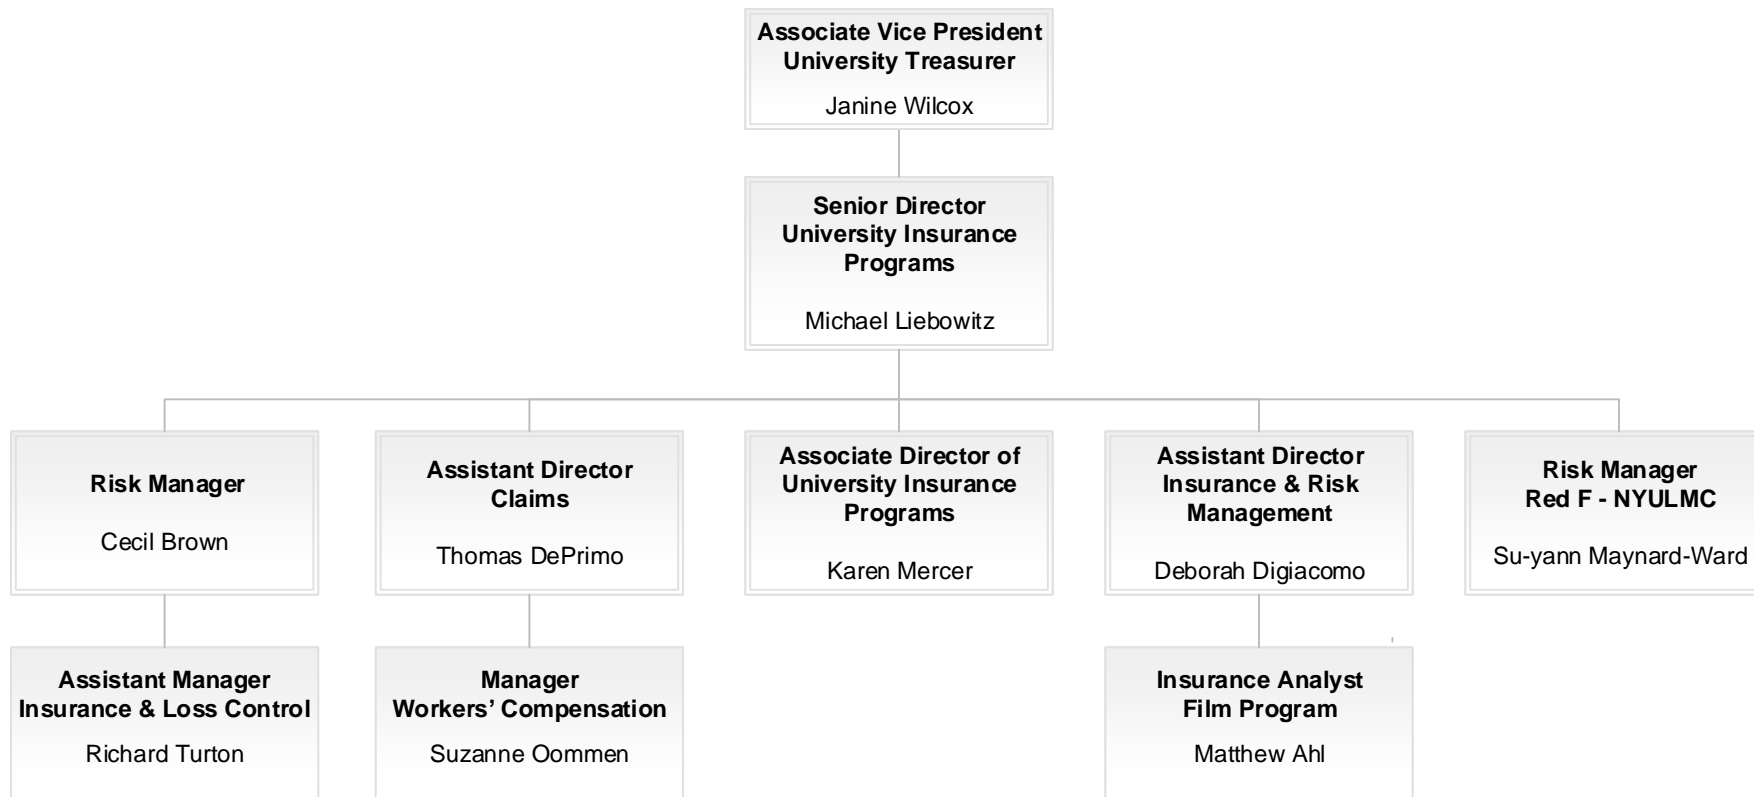 Associate Vice President
University Treasurer
Janine Wilcox
Senior Director
University Insurance
Programs
Michael Liebowitz
Risk Manager
Cecil Brown
Assistant Director
Claims
Thomas DePrimo
Associate Director of
University Insurance
Programs
Karen Mercer
Assistant Director
Insurance & Risk
Management
Deborah Digiacomo
Risk Manager
Red F - NYULMC
Su-yann Maynard-Ward
Assistant Manager
Insurance & Loss Control
Richard Turton
Manager
Workers’ Compensation
Suzanne Oommen
Insurance Analyst
Film Program
Matthew Ahl